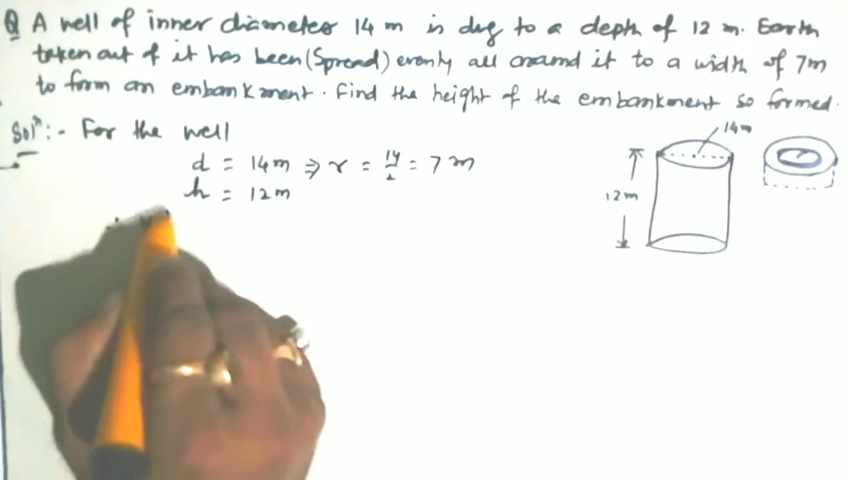 Q A well of inner diameter 14 m is dug to a depth of 12 m. Earth
taken out of it has been (Spread) evenly all around it to a width of 7m
to form an embankment. Find the height of the embankment so formed.
Solⁿ:- For the well
d = 14m ⇒ r = 14/2 = 7 m
h = 12m
14m
12m